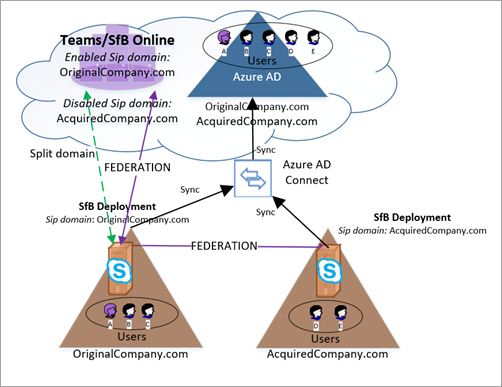 Teams/SfB Online
Enabled Sip domain:
OriginalCompany.com
Disabled Sip domain:
AcquiredCompany.com
A B C D E
Users
Azure AD
OriginalCompany.com
AcquiredCompany.com
Split domain
FEDERATION
Sync
Azure AD
Connect
Sync
Sync
SfB Deployment
Sip domain: OriginalCompany.com
SfB Deployment
Sip domain: AcquiredCompany.com
FEDERATION
S
S
A B C
Users
OriginalCompany.com
D E
Users
AcquiredCompany.com